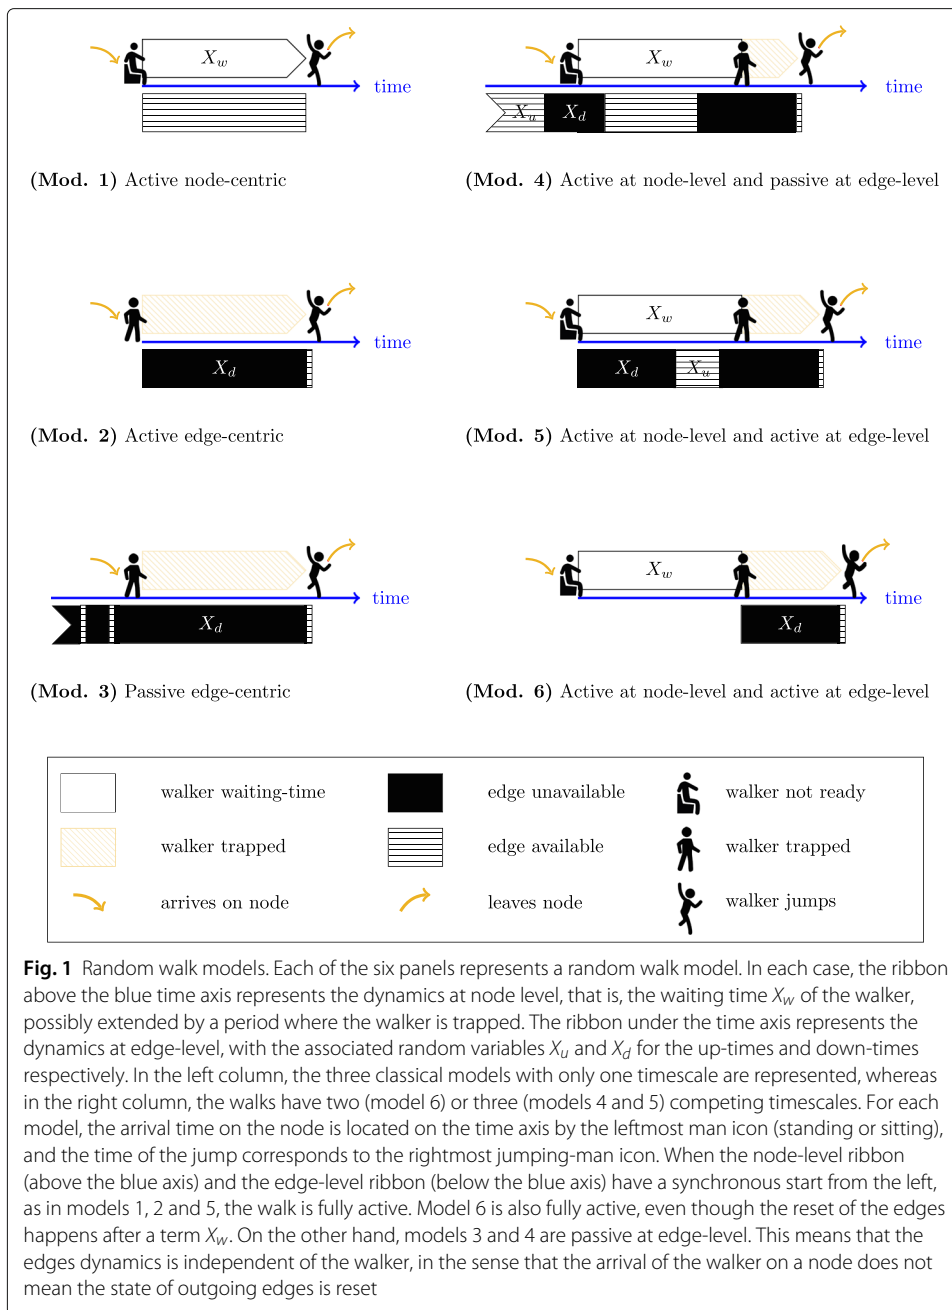 X_w
time
(Mod. 1) Active node-centric
X_w
time
X_u X_d
(Mod. 4) Active at node-level and passive at edge-level
time
X_d
(Mod. 2) Active edge-centric
X_w
time
X_d X_u
(Mod. 5) Active at node-level and active at edge-level
time
X_d
(Mod. 3) Passive edge-centric
X_w
time
X_d
(Mod. 6) Active at node-level and active at edge-level
walker waiting-time
edge unavailable
walker not ready
walker trapped
edge available
walker trapped
arrives on node
leaves node
walker jumps
Fig. 1 Random walk models. Each of the six panels represents a random walk model. In each case, the ribbon
above the blue time axis represents the dynamics at node level, that is, the waiting time X_w of the walker,
possibly extended by a period where the walker is trapped. The ribbon under the time axis represents the
dynamics at edge-level, with the associated random variables X_u and X_d for the up-times and down-times
respectively. In the left column, the three classical models with only one timescale are represented, whereas
in the right column, the walks have two (model 6) or three (models 4 and 5) competing timescales. For each
model, the arrival time on the node is located on the time axis by the leftmost man icon (standing or sitting),
and the time of the jump corresponds to the rightmost jumping-man icon. When the node-level ribbon
(above the blue axis) and the edge-level ribbon (below the blue axis) have a synchronous start from the left,
as in models 1, 2 and 5, the walk is fully active. Model 6 is also fully active, even though the reset of the edges
happens after a term X_w. On the other hand, models 3 and 4 are passive at edge-level. This means that the
edges dynamics is independent of the walker, in the sense that the arrival of the walker on a node does not
mean the state of outgoing edges is reset